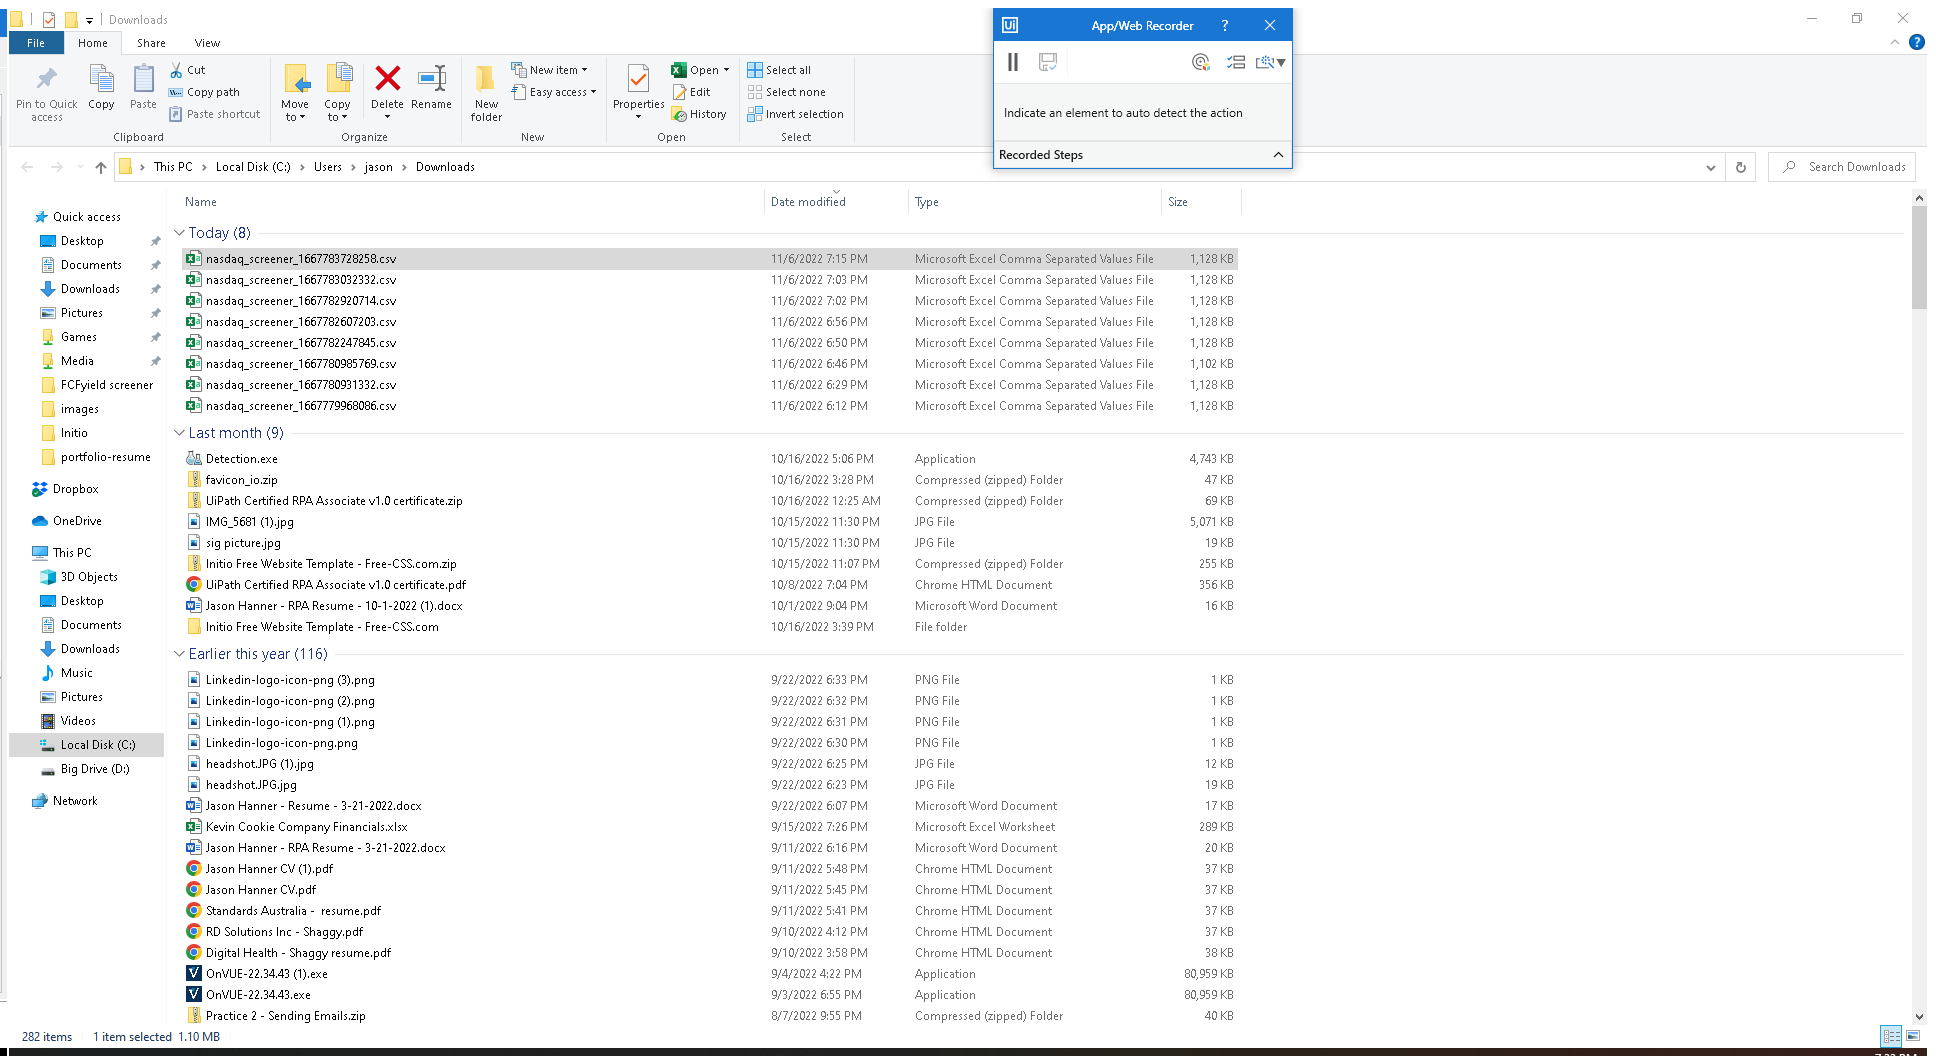 Downloads
File Home Share View
Pin to Quick access
Copy
Paste
Cut
Copy path
Paste shortcut
Clipboard
Move to
Copy to
Delete
Rename
Organize
New folder
New item
Easy access
New
Properties
Open
Edit
History
Open
Select all
Select none
Invert selection
Select
Ui App/Web Recorder ?
Indicate an element to auto detect the action
Recorded Steps
This PC Local Disk (C:) Users jason Downloads
Search Downloads
Quick access
Desktop
Documents
Downloads
Pictures
Games
Media
FCFyield screener
images
Initio
portfolio-resume
Dropbox
OneDrive
This PC
3D Objects
Desktop
Documents
Downloads
Music
Pictures
Videos
Local Disk (C:)
Big Drive (D:)
Network
Name Date modified Type Size
Today (8)
nasdaq_screener_1667783728258.csv 11/6/2022 7:15 PM Microsoft Excel Comma Separated Values File 1,128 KB
nasdaq_screener_1667783032332.csv 11/6/2022 7:03 PM Microsoft Excel Comma Separated Values File 1,128 KB
nasdaq_screener_1667782920714.csv 11/6/2022 7:02 PM Microsoft Excel Comma Separated Values File 1,128 KB
nasdaq_screener_1667782607203.csv 11/6/2022 6:56 PM Microsoft Excel Comma Separated Values File 1,128 KB
nasdaq_screener_1667782247845.csv 11/6/2022 6:50 PM Microsoft Excel Comma Separated Values File 1,128 KB
nasdaq_screener_1667780985769.csv 11/6/2022 6:46 PM Microsoft Excel Comma Separated Values File 1,102 KB
nasdaq_screener_1667780931332.csv 11/6/2022 6:29 PM Microsoft Excel Comma Separated Values File 1,128 KB
nasdaq_screener_1667779968086.csv 11/6/2022 6:12 PM Microsoft Excel Comma Separated Values File 1,128 KB
Last month (9)
Detection.exe 10/16/2022 5:06 PM Application 4,743 KB
favicon_io.zip 10/16/2022 3:28 PM Compressed (zipped) Folder 47 KB
UiPath Certified RPA Associate v1.0 certificate.zip 10/16/2022 12:25 AM Compressed (zipped) Folder 69 KB
IMG_5681 (1).jpg 10/15/2022 11:30 PM JPG File 5,071 KB
sig picture.jpg 10/15/2022 11:30 PM JPG File 19 KB
Initio Free Website Template - Free-CSS.com.zip 10/15/2022 11:07 PM Compressed (zipped) Folder 255 KB
UiPath Certified RPA Associate v1.0 certificate.pdf 10/8/2022 7:04 PM Chrome HTML Document 356 KB
Jason Hanner - RPA Resume - 10-1-2022 (1).docx 10/1/2022 9:04 PM Microsoft Word Document 16 KB
Initio Free Website Template - Free-CSS.com 10/16/2022 3:39 PM File folder
Earlier this year (116)
Linkedin-logo-icon-png (3).png 9/22/2022 6:33 PM PNG File 1 KB
Linkedin-logo-icon-png (2).png 9/22/2022 6:32 PM PNG File 1 KB
Linkedin-logo-icon-png (1).png 9/22/2022 6:31 PM PNG File 1 KB
Linkedin-logo-icon-png.png 9/22/2022 6:30 PM PNG File 1 KB
headshot.JPG (1).jpg 9/22/2022 6:25 PM JPG File 12 KB
headshot.JPG.jpg 9/22/2022 6:23 PM JPG File 19 KB
Jason Hanner - Resume - 3-21-2022.docx 9/22/2022 6:07 PM Microsoft Word Document 17 KB
Kevin Cookie Company Financials.xlsx 9/15/2022 7:26 PM Microsoft Excel Worksheet 289 KB
Jason Hanner - RPA Resume - 3-21-2022.docx 9/11/2022 6:16 PM Microsoft Word Document 20 KB
Jason Hanner CV (1).pdf 9/11/2022 5:48 PM Chrome HTML Document 37 KB
Jason Hanner CV.pdf 9/11/2022 5:45 PM Chrome HTML Document 37 KB
Standards Australia - resume.pdf 9/11/2022 5:41 PM Chrome HTML Document 37 KB
RD Solutions Inc - Shaggy.pdf 9/10/2022 4:12 PM Chrome HTML Document 37 KB
Digital Health - Shaggy resume.pdf 9/10/2022 3:58 PM Chrome HTML Document 38 KB
OnVUE-22.34.43 (1).exe 9/4/2022 4:22 PM Application 80,959 KB
OnVUE-22.34.43.exe 9/3/2022 6:55 PM Application 80,959 KB
Practice 2 - Sending Emails.zip 8/7/2022 9:55 PM Compressed (zipped) Folder 40 KB
282 items 1 item selected 1.10 MB